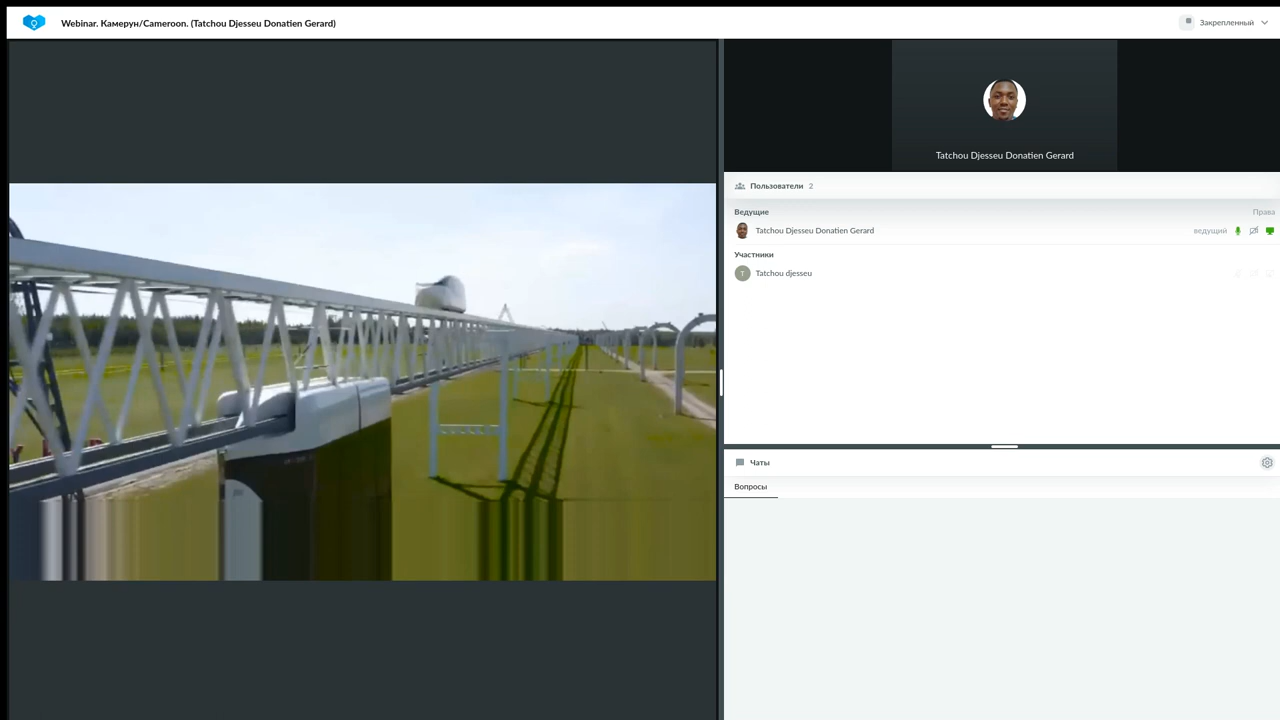 Webinar. Камерун/Cameroon. (Tatchou Djesseu Donatien Gerard)
Закрепленный
Tatchou Djesseu Donatien Gerard
Пользователи 2
Ведущие Права
Tatchou Djesseu Donatien Gerard ведущий
Участники
T Tatchou djesseu
Чаты
Вопросы